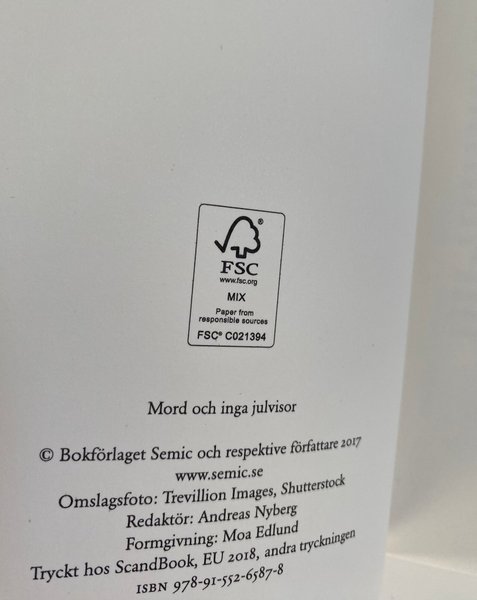 ®
FSC
www.fsc.org
MIX
Paper from
responsible sources
FSC® C021394
Mord och inga julvisor
© Bokförlaget Semic och respektive författare 2017
www.semic.se
Omslagsfoto: Trevillion Images, Shutterstock
Redaktör: Andreas Nyberg
Formgivning: Moa Edlund
Tryckt hos ScandBook, EU 2018, andra tryckningen
ISBN 978-91-552-6587-8